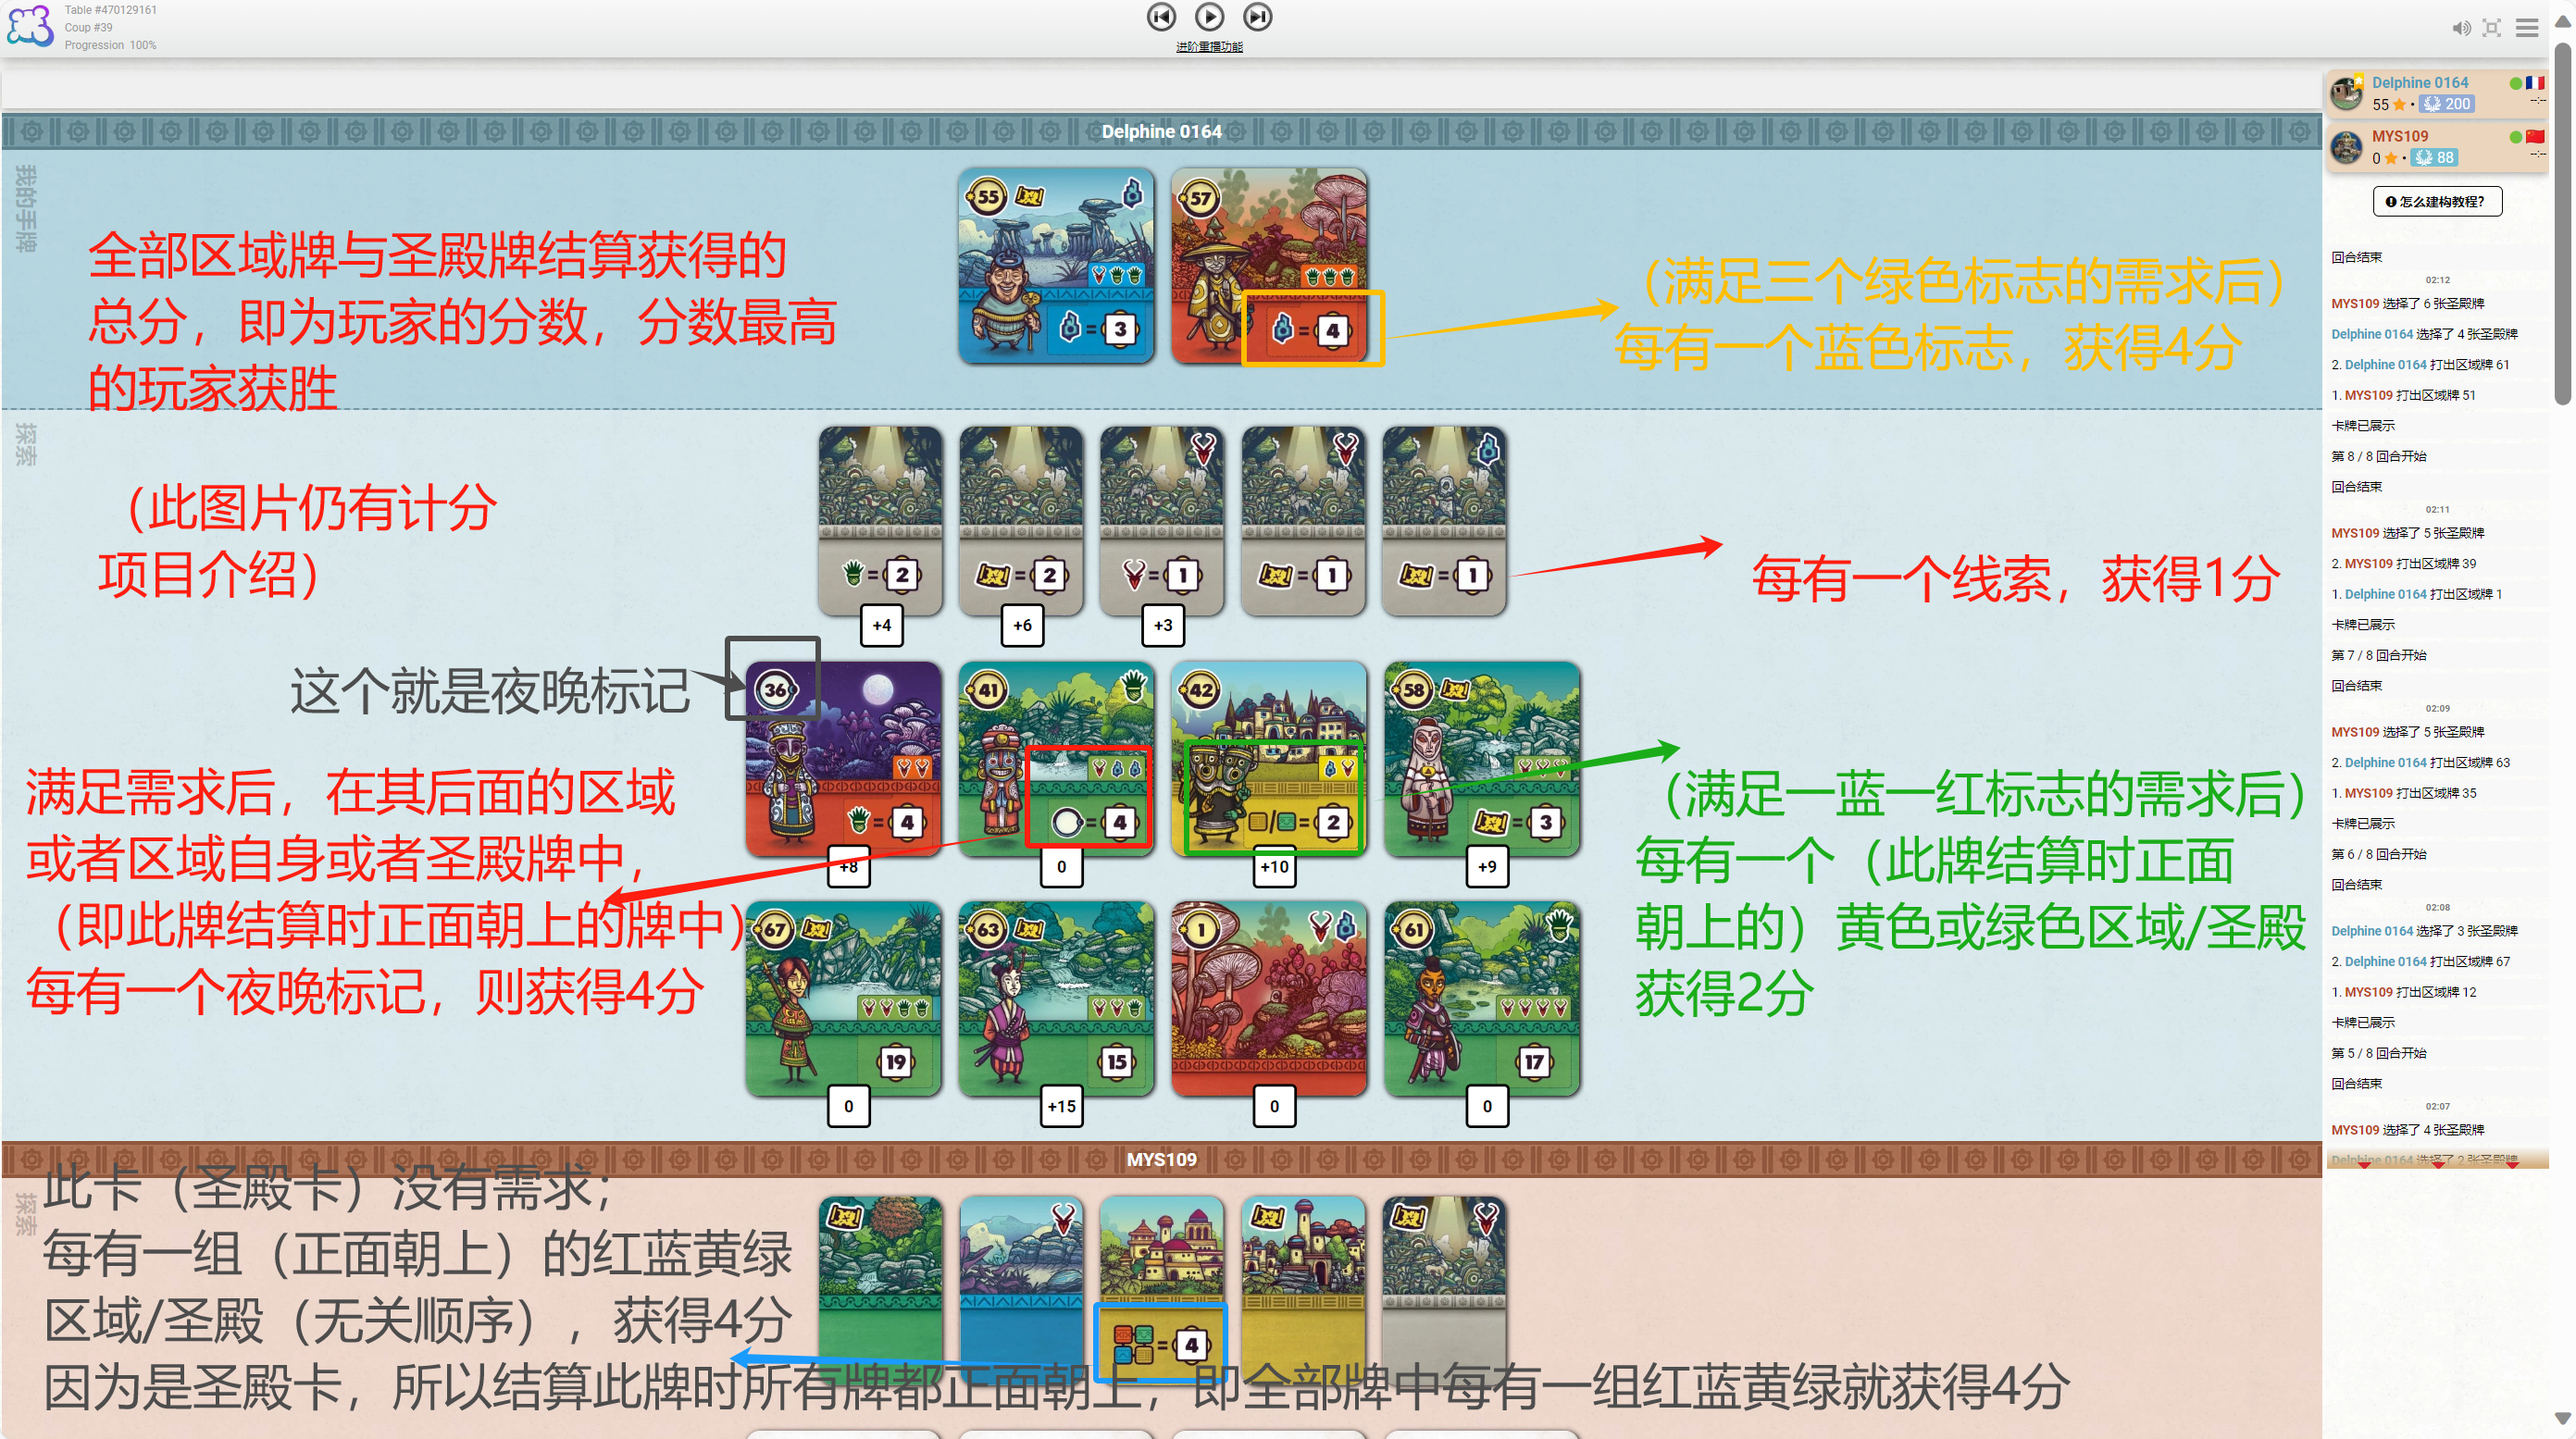 Table #470129161
Coup #39
Progression 100%
进阶重播功能
Delphine 0164
55 • 200
--:--
MYS109
0 • 88
--:--
怎么建构教程?
Delphine 0164
我的手牌
55
= 3
57
= 4
全部区域牌与圣殿牌结算获得的
总分，即为玩家的分数，分数最高
的玩家获胜
（满足三个绿色标志的需求后）
每有一个蓝色标志，获得4分
探索
（此图片仍有计分
项目介绍）
= 2
= 2
= 1
= 1
= 1
+4
+6
+3
每有一个线索，获得1分
这个就是夜晚标记
36
41
42
58
= 4
= 4
/ = 2
= 3
+8
0
+10
+9
满足需求后，在其后面的区域
或者区域自身或者圣殿牌中，
（即此牌结算时正面朝上的牌中）
每有一个夜晚标记，则获得4分
（满足一蓝一红标志的需求后）
每有一个（此牌结算时正面
朝上的）黄色或绿色区域/圣殿
获得2分
67
63
1
61
19
15
17
0
+15
0
0
MYS109
探索
此卡（圣殿卡）没有需求；
每有一组（正面朝上）的红蓝黄绿
区域/圣殿（无关顺序），获得4分
因为是圣殿卡，所以结算此牌时所有牌都正面朝上，即全部牌中每有一组红蓝黄绿就获得4分
= 4
回合结束
02:12
MYS109 选择了 6 张圣殿牌
Delphine 0164 选择了 4 张圣殿牌
2. Delphine 0164 打出区域牌 61
1. MYS109 打出区域牌 51
卡牌已展示
第 8 / 8 回合开始
回合结束
02:11
MYS109 选择了 5 张圣殿牌
2. MYS109 打出区域牌 39
1. Delphine 0164 打出区域牌 1
卡牌已展示
第 7 / 8 回合开始
回合结束
02:09
MYS109 选择了 5 张圣殿牌
2. Delphine 0164 打出区域牌 63
1. MYS109 打出区域牌 35
卡牌已展示
第 6 / 8 回合开始
回合结束
02:08
Delphine 0164 选择了 3 张圣殿牌
2. Delphine 0164 打出区域牌 67
1. MYS109 打出区域牌 12
卡牌已展示
第 5 / 8 回合开始
回合结束
02:07
MYS109 选择了 4 张圣殿牌
Delphine 0164 选择了 2 张圣殿牌